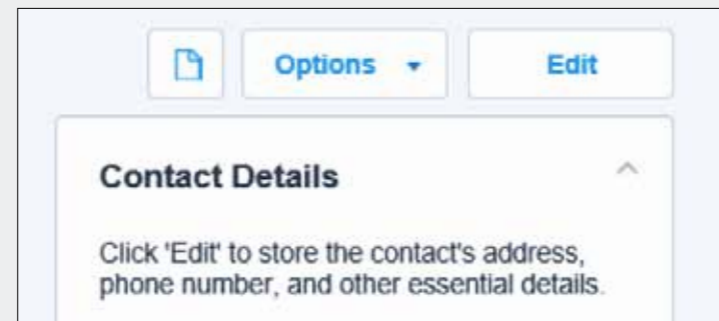 Options
Edit
Contact Details
Click 'Edit' to store the contact's address,
phone number, and other essential details.